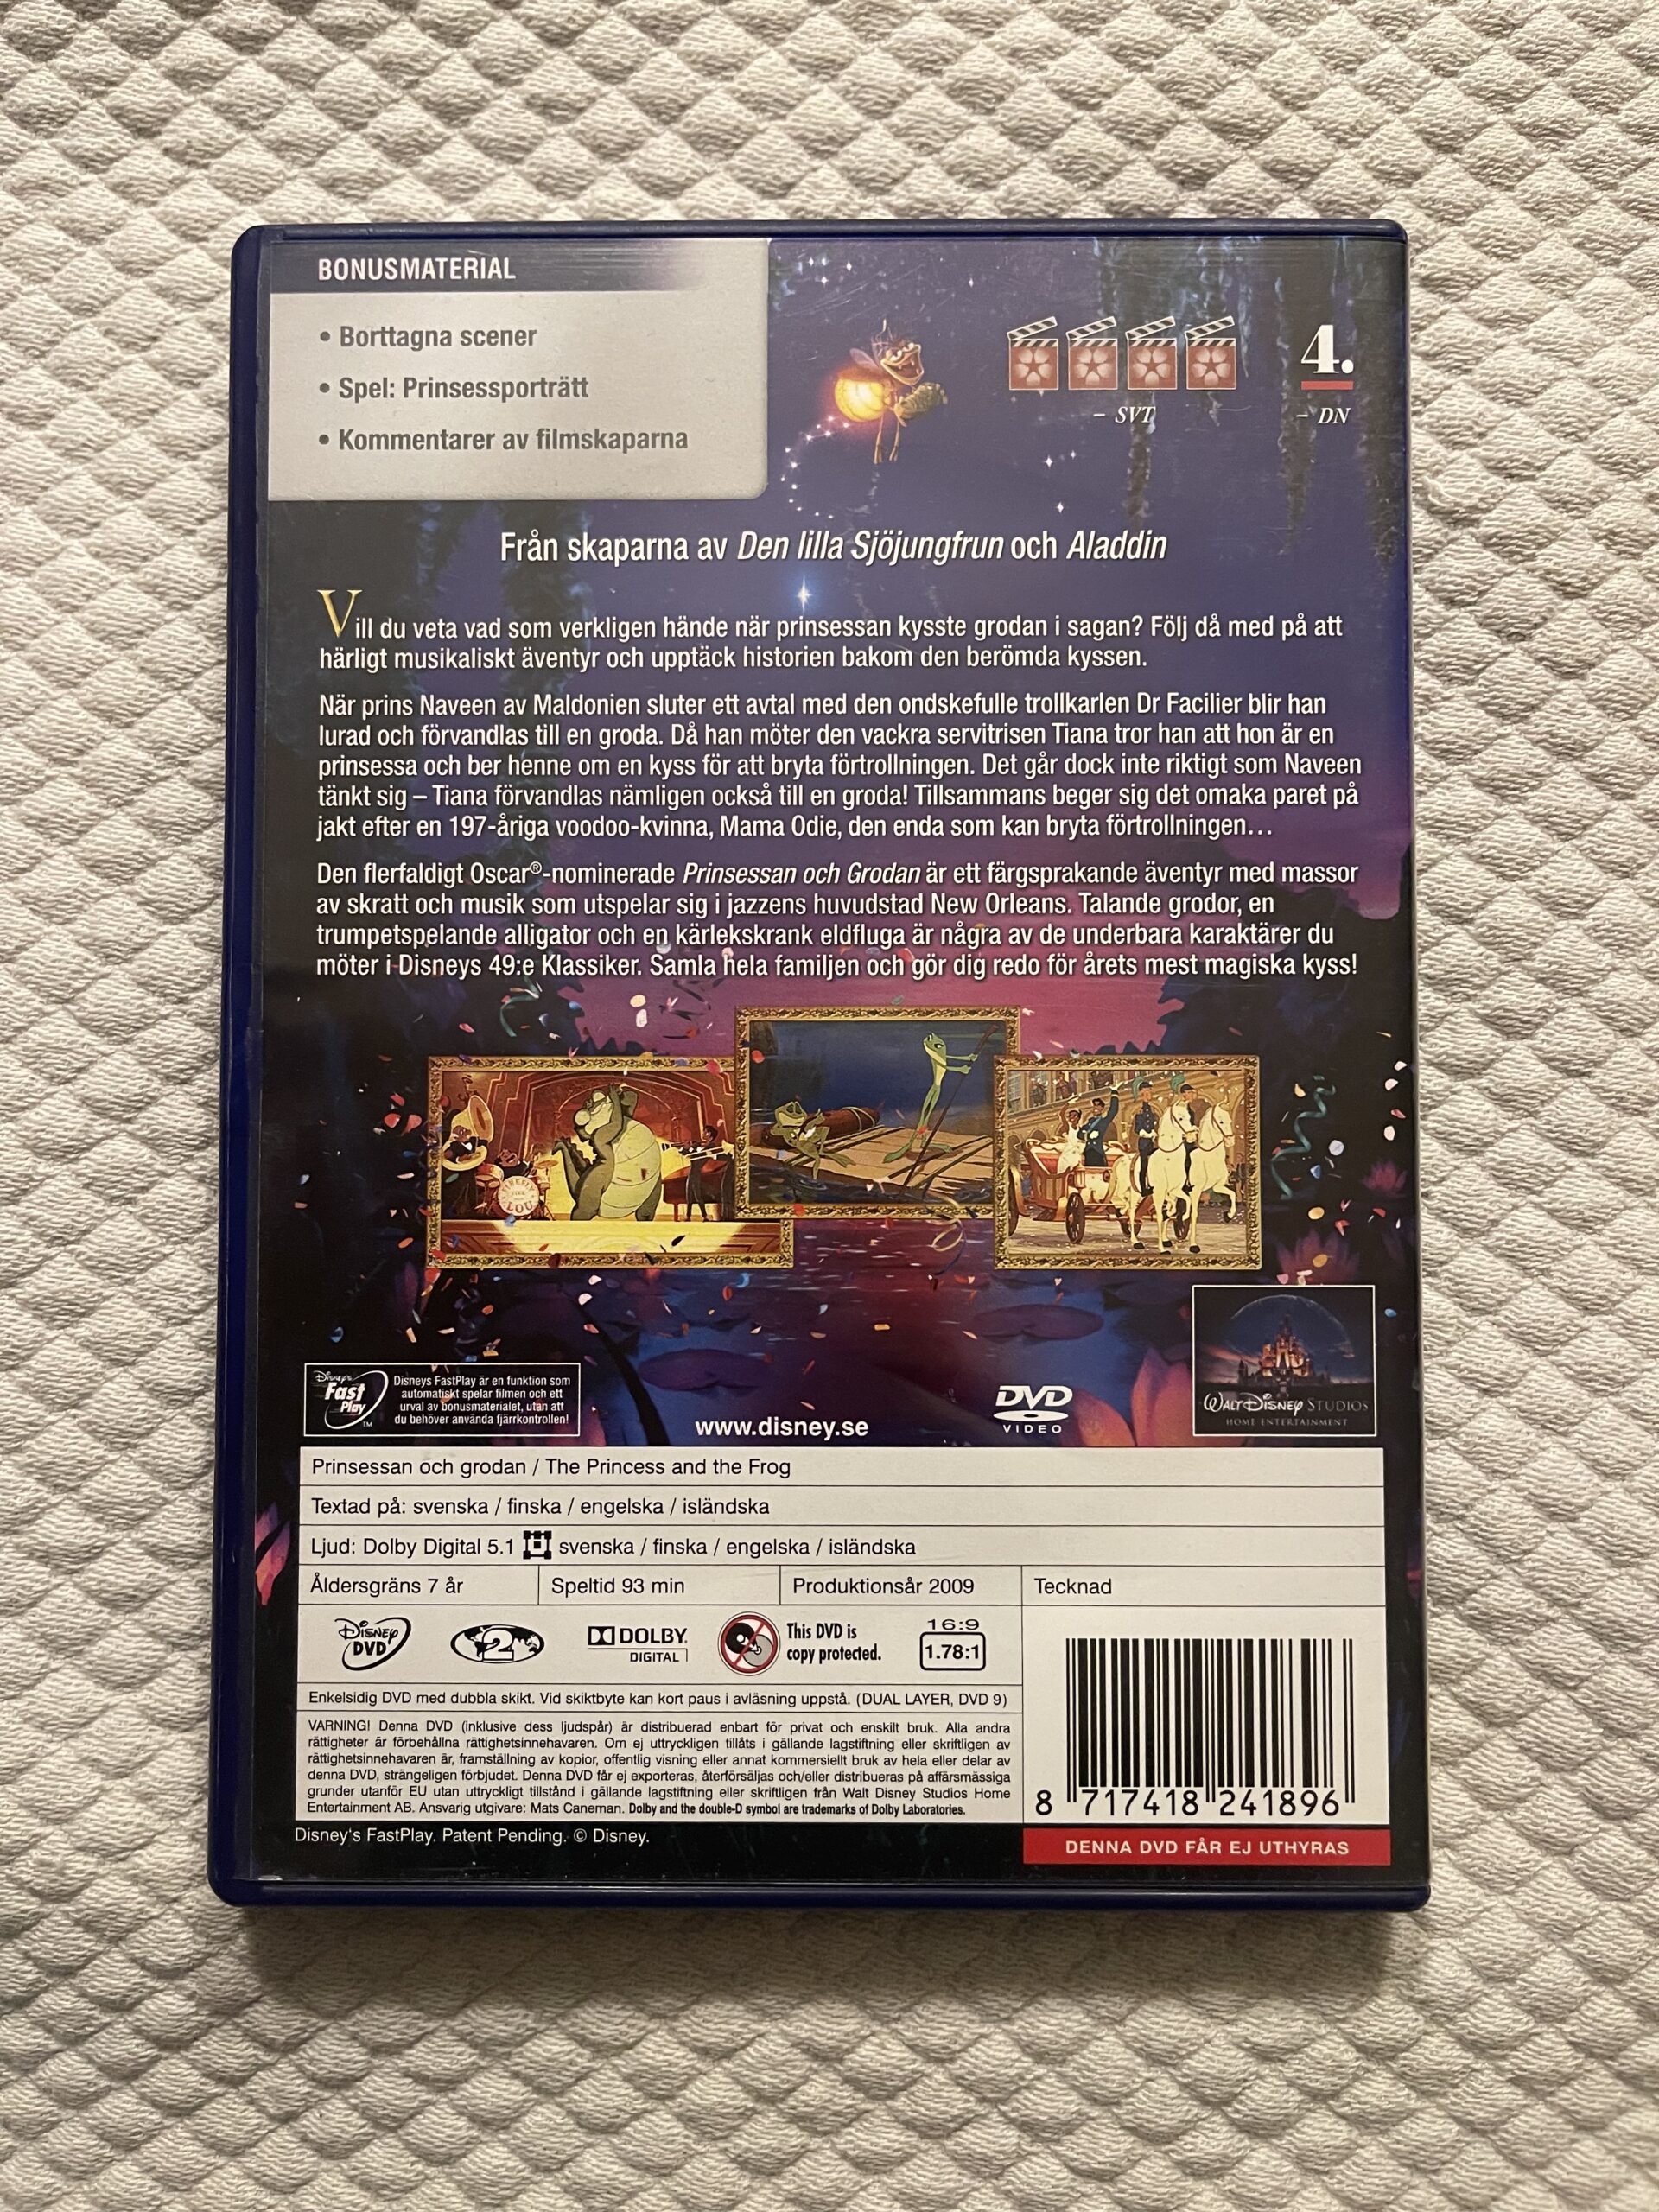 BONUSMATERIAL
• Borttagna scener
• Spel: Prinsessporträtt
• Kommentarer av filmskaparna
– SVT
4.
– DN
Från skaparna av Den lilla Sjöjungfrun och Aladdin
Vill du veta vad som verkligen hände när prinsessan kysste grodan i sagan? Följ då med på att
härligt musikaliskt äventyr och upptäck historien bakom den berömda kyssen.
När prins Naveen av Maldonien sluter ett avtal med den ondskefulle trollkarlen Dr Facilier blir han
lurad och förvandlas till en groda. Då han möter den vackra servitrisen Tiana tror han att hon är en
prinsessa och ber henne om en kyss för att bryta förtrollningen. Det går dock inte riktigt som Naveen
tänkt sig – Tiana förvandlas nämligen också till en groda! Tillsammans beger sig det omaka paret på
jakt efter en 197-åriga voodoo-kvinna, Mama Odie, den enda som kan bryta förtrollningen...
Den flerfaldigt Oscar®-nominerade Prinsessan och Grodan är ett färgsprakande äventyr med massor
av skratt och musik som utspelar sig i jazzens huvudstad New Orleans. Talande grodor, en
trumpetspelande alligator och en kärlekskrank eldfluga är några av de underbara karaktärer du
möter i Disneys 49:e Klassiker. Samla hela familjen och gör dig redo för årets mest magiska kyss!
LOU
Disney's
Fast
Play
TM
Disneys FastPlay är en funktion som
automatiskt spelar filmen och ett
urval av bonusmaterialet, utan att
du behöver använda fjärrkontrollen!
www.disney.se
DVD
VIDEO
WALT DISNEY STUDIOS
HOME ENTERTAINMENT
Prinsessan och grodan / The Princess and the Frog
Textad på: svenska / finska / engelska / isländska
Ljud: Dolby Digital 5.1 svenska / finska / engelska / isländska
Åldersgräns 7 år
Speltid 93 min
Produktionsår 2009
Tecknad
Disney
DVD
2
DOLBY
DIGITAL
This DVD is
copy protected.
16:9
1.78:1
Enkelsidig DVD med dubbla skikt. Vid skiktbyte kan kort paus i avläsning uppstå. (DUAL LAYER, DVD 9)
VARNING! Denna DVD (inklusive dess ljudspår) är distribuerad enbart för privat och enskilt bruk. Alla andra
rättigheter är förbehållna rättighetsinnehavaren. Om ej uttryckligen tillåts i gällande lagstiftning eller skriftligen av
rättighetsinnehavaren är, framställning av kopior, offentlig visning eller annat kommersiellt bruk av hela eller delar av
denna DVD, strängeligen förbjudet. Denna DVD får ej exporteras, återförsäljas och/eller distribueras på affärsmässiga
grunder utanför EU utan uttryckligt tillstånd i gällande lagstiftning eller skriftligen från Walt Disney Studios Home
Entertainment AB. Ansvarig utgivare: Mats Caneman. Dolby and the double-D symbol are trademarks of Dolby Laboratories.
8 717418 241896
Disney's FastPlay. Patent Pending. © Disney.
DENNA DVD FÅR EJ UTHYRAS